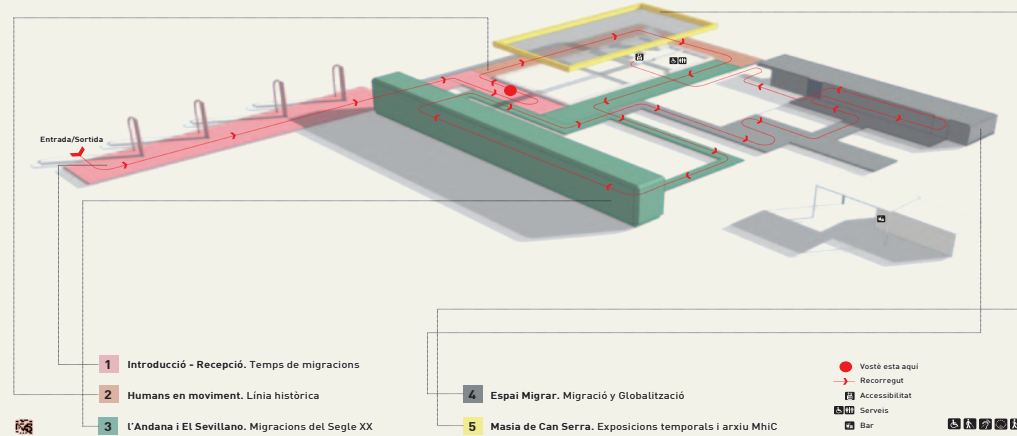 Entrada/Sortida
1 Introducció - Recepció. Temps de migracions
2 Humans en moviment. Línia històrica
3 l'Andana i El Sevillano. Migracions del Segle XX
4 Espai Migrar. Migració y Globalització
5 Masia de Can Serra. Exposicions temporals i arxiu MhiC
Vostè esta aquí
Recorregut
Accessibilitat
Serveis
Bar